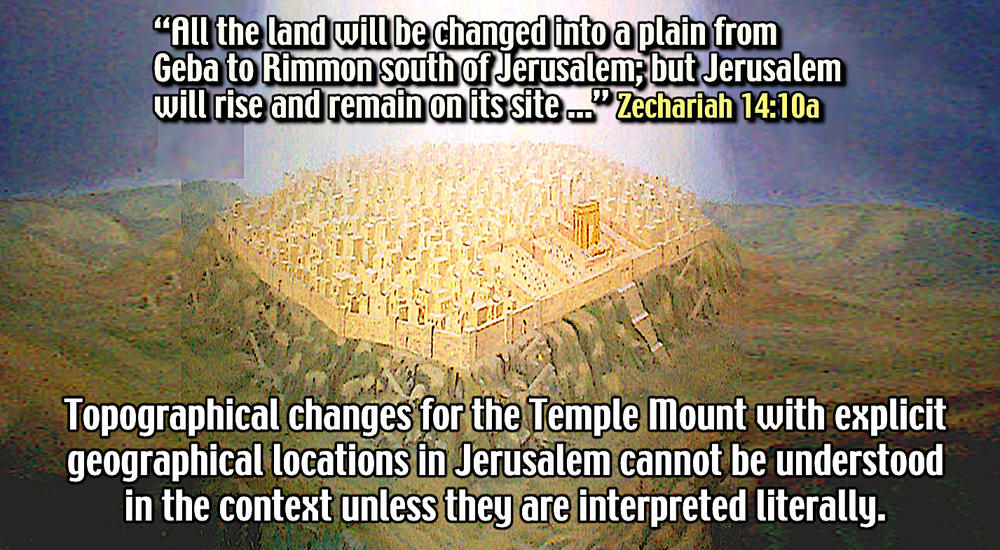 “All the land will be changed into a plain from
Geba to Rimmon south of Jerusalem; but Jerusalem
will rise and remain on its site ...” Zechariah 14:10a
Topographical changes for the Temple Mount with explicit
geographical locations in Jerusalem cannot be understood
in the context unless they are interpreted literally.